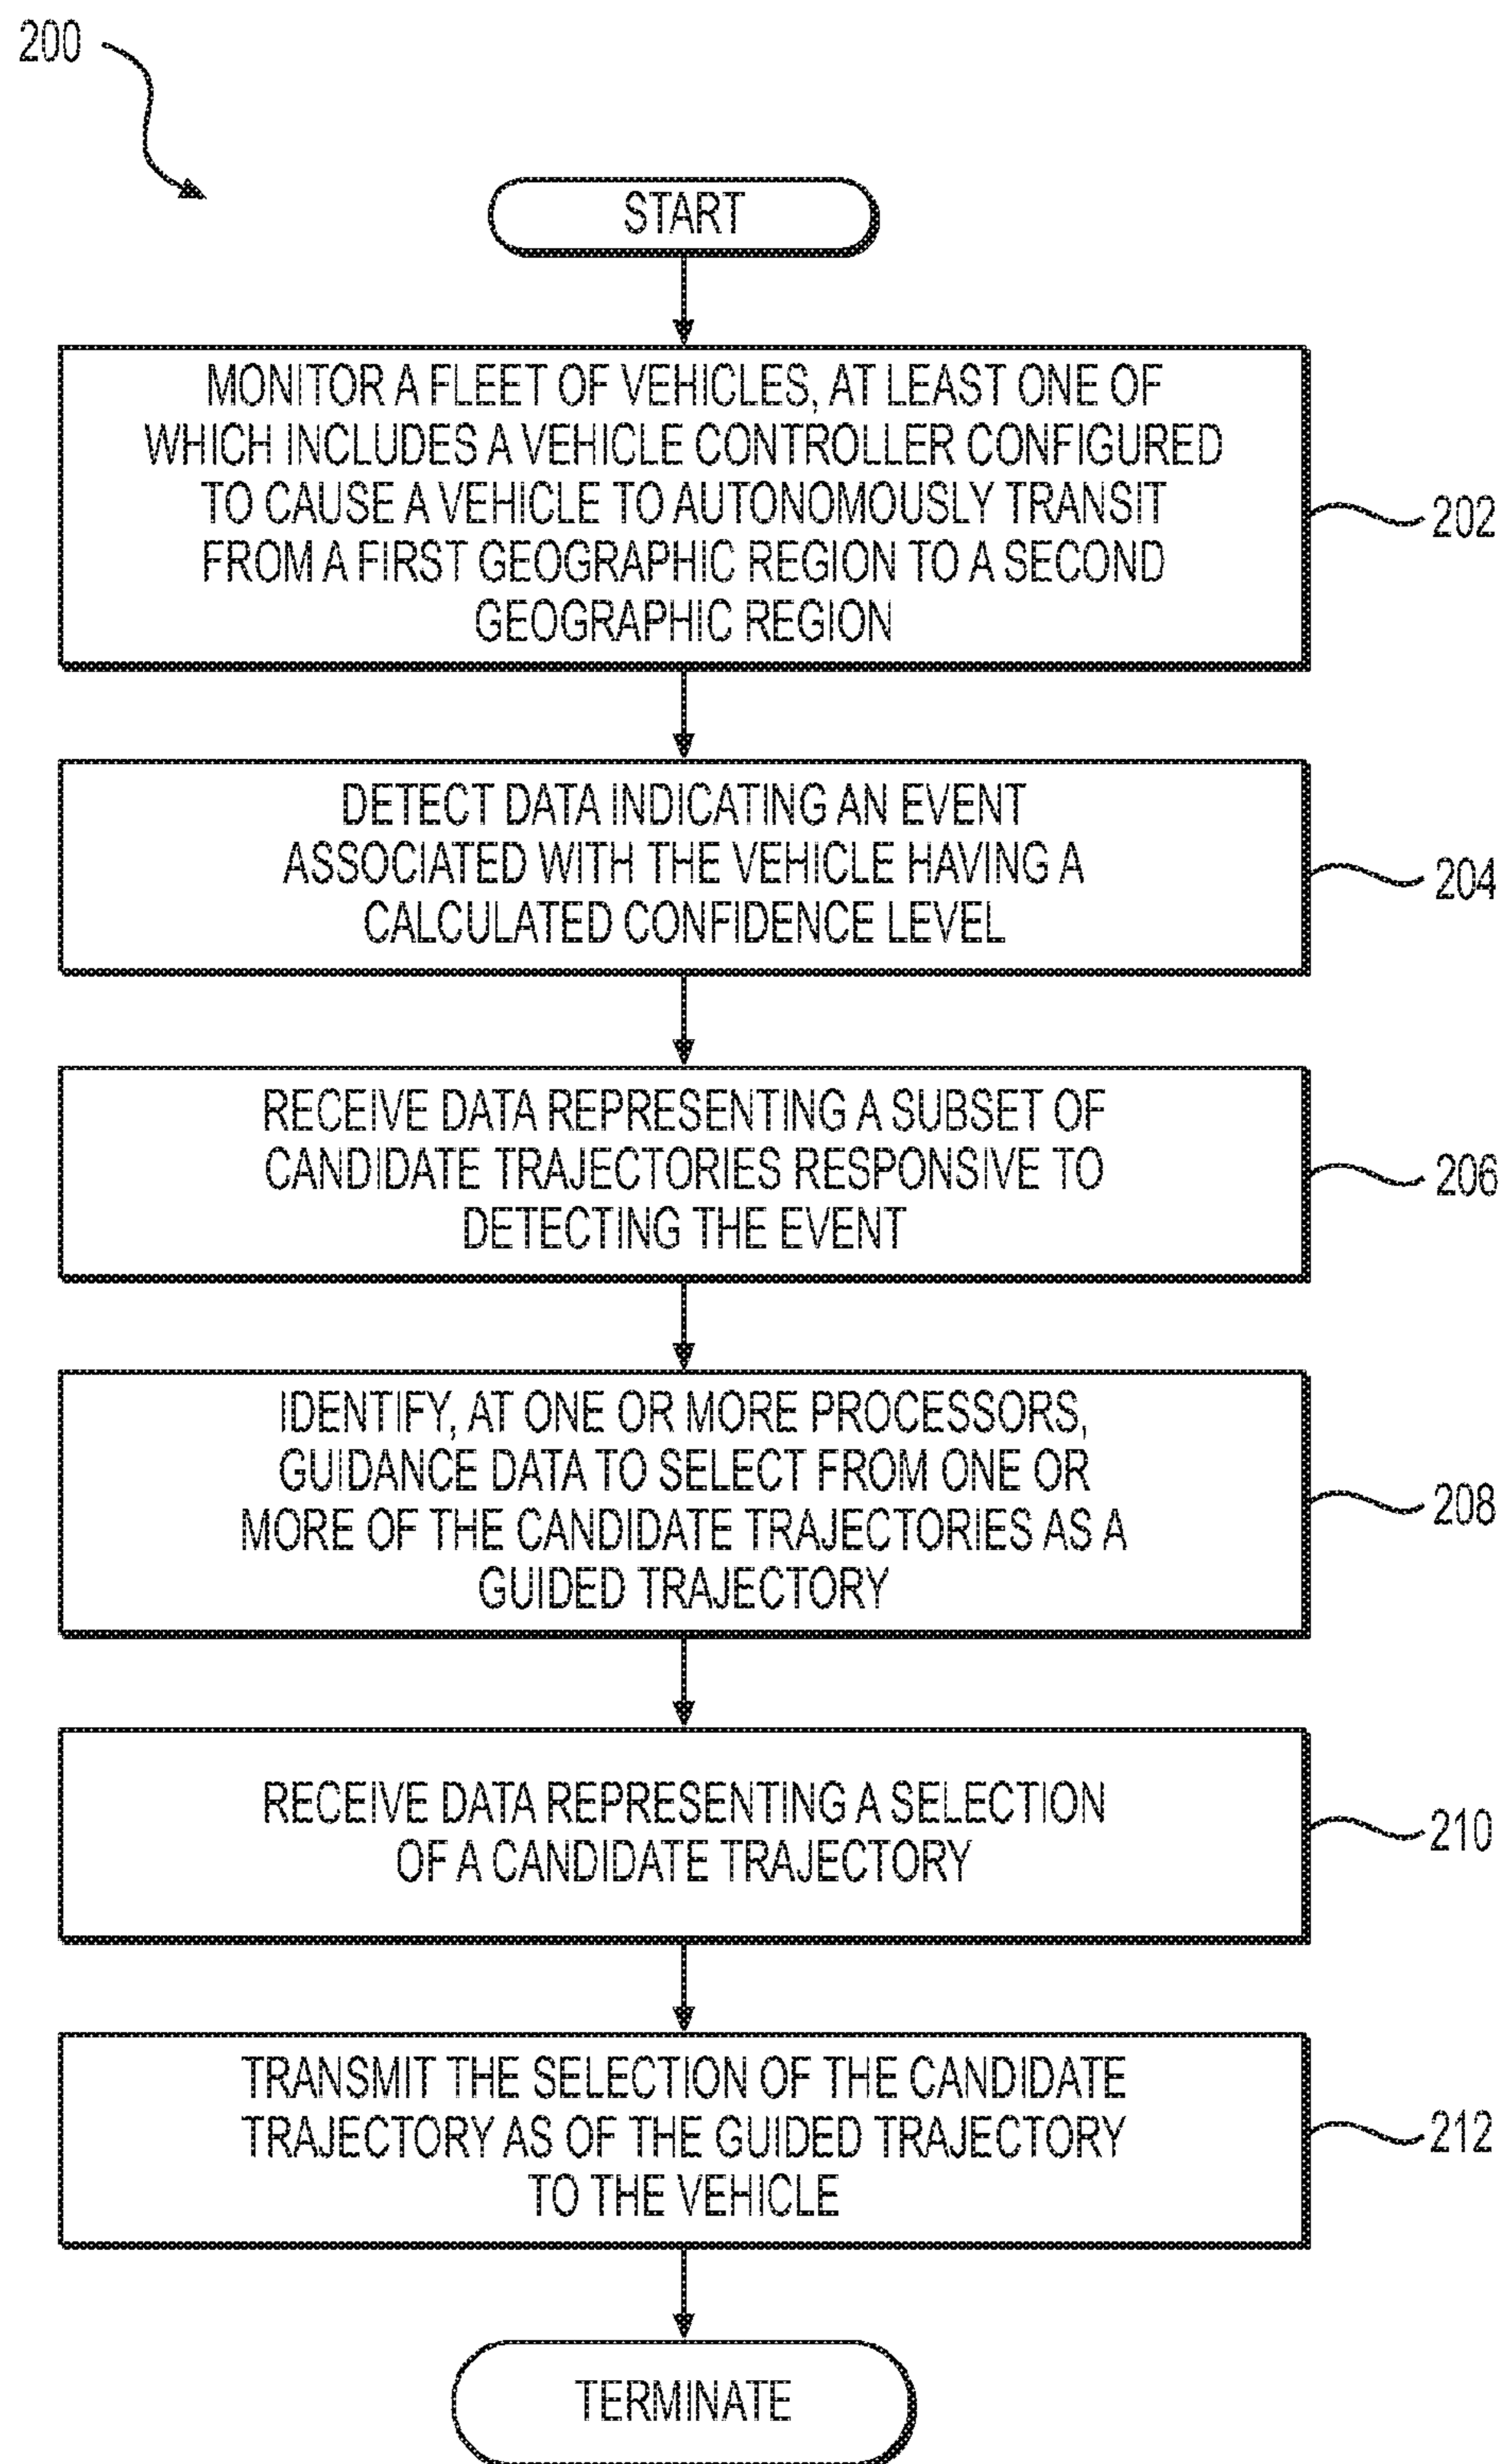 200
START
MONITOR A FLEET OF VEHICLES, AT LEAST ONE OF
WHICH INCLUDES A VEHICLE CONTROLLER CONFIGURED
TO CAUSE A VEHICLE TO AUTONOMOUSLY TRANSIT
FROM A FIRST GEOGRAPHIC REGION TO A SECOND
GEOGRAPHIC REGION
202
DETECT DATA INDICATING AN EVENT
ASSOCIATED WITH THE VEHICLE HAVING A
CALCULATED CONFIDENCE LEVEL
204
RECEIVE DATA REPRESENTING A SUBSET OF
CANDIDATE TRAJECTORIES RESPONSIVE TO
DETECTING THE EVENT
206
IDENTIFY, AT ONE OR MORE PROCESSORS,
GUIDANCE DATA TO SELECT FROM ONE OR
MORE OF THE CANDIDATE TRAJECTORIES AS A
GUIDED TRAJECTORY
208
RECEIVE DATA REPRESENTING A SELECTION
OF A CANDIDATE TRAJECTORY
210
TRANSMIT THE SELECTION OF THE CANDIDATE
TRAJECTORY AS OF THE GUIDED TRAJECTORY
TO THE VEHICLE
212
TERMINATE